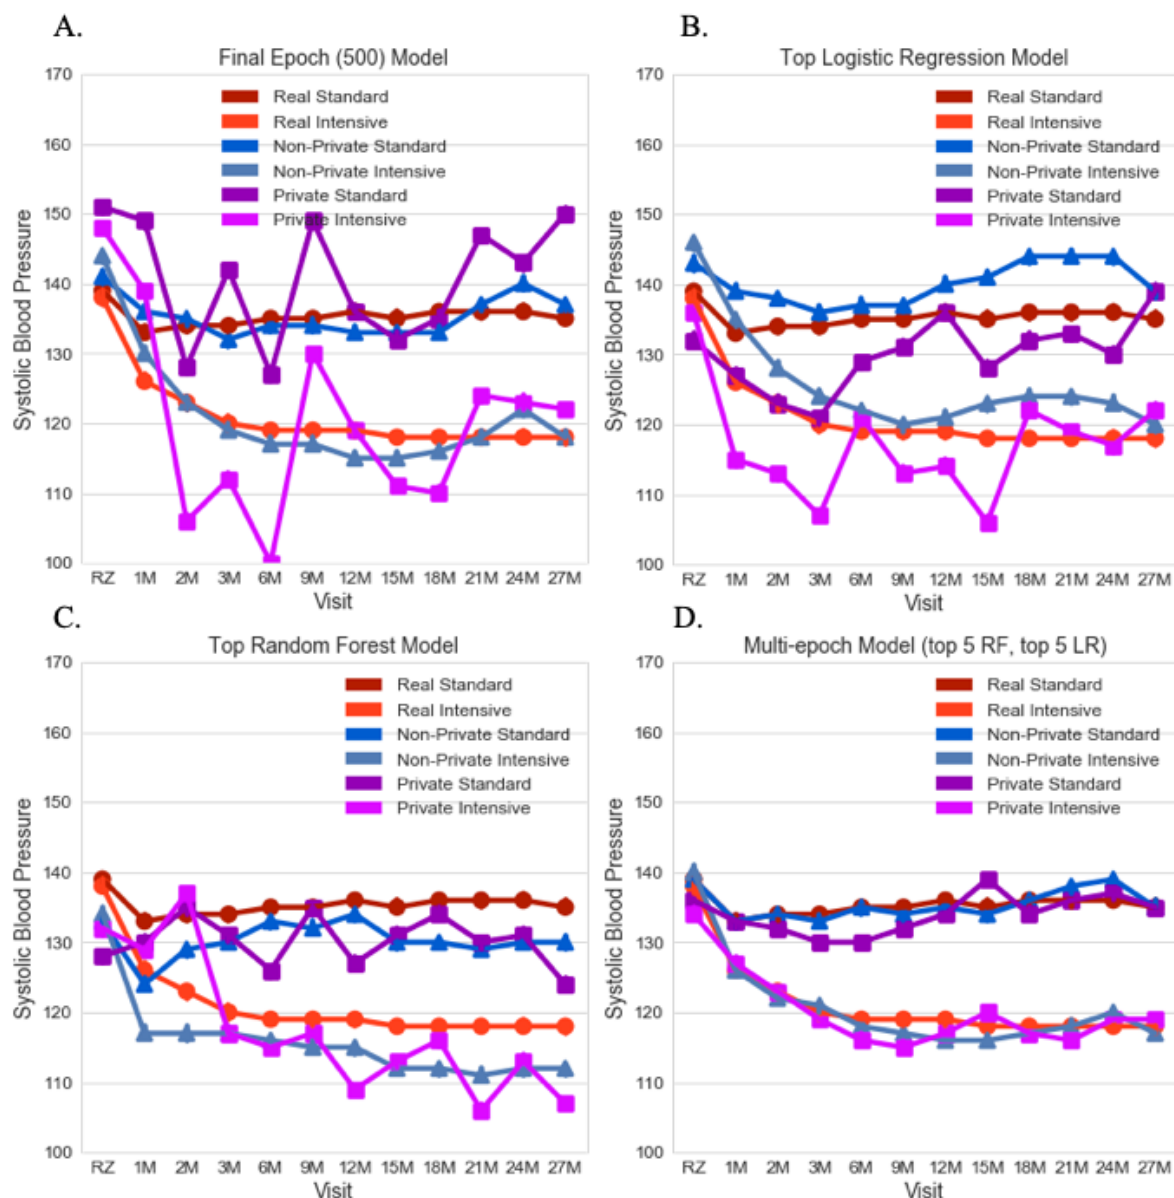 A.
Final Epoch (500) Model
170
160
150
140
130
120
110
100
Systolic Blood Pressure
Real Standard
Real Intensive
Non-Private Standard
Non-Private Intensive
Private Standard
Private Intensive
RZ 1M 2M 3M 6M 9M 12M 15M 18M 21M 24M 27M
Visit
B.
Top Logistic Regression Model
170
160
150
140
130
120
110
100
Systolic Blood Pressure
Real Standard
Real Intensive
Non-Private Standard
Non-Private Intensive
Private Standard
Private Intensive
RZ 1M 2M 3M 6M 9M 12M 15M 18M 21M 24M 27M
Visit
C.
Top Random Forest Model
170
160
150
140
130
120
110
100
Systolic Blood Pressure
Real Standard
Real Intensive
Non-Private Standard
Non-Private Intensive
Private Standard
Private Intensive
RZ 1M 2M 3M 6M 9M 12M 15M 18M 21M 24M 27M
Visit
D.
Multi-epoch Model (top 5 RF, top 5 LR)
170
160
150
140
130
120
110
100
Systolic Blood Pressure
Real Standard
Real Intensive
Non-Private Standard
Non-Private Intensive
Private Standard
Private Intensive
RZ 1M 2M 3M 6M 9M 12M 15M 18M 21M 24M 27M
Visit